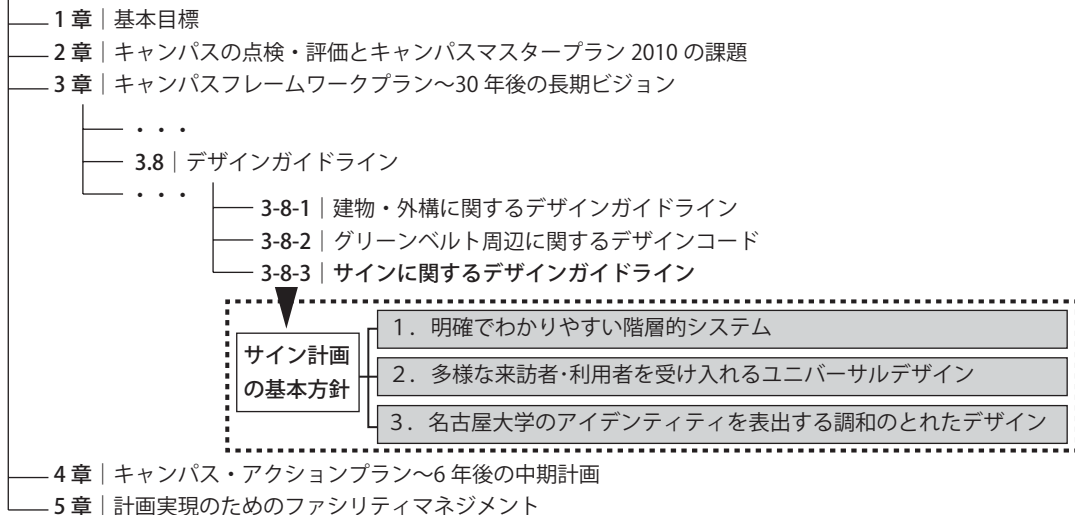 1 章｜基本目標
2 章｜キャンパスの点検・評価とキャンパスマスタープラン 2010 の課題
3 章｜キャンパスフレームワークプラン～30 年後の長期ビジョン
・・・
3.8｜デザインガイドライン
・・・
3-8-1｜建物・外構に関するデザインガイドライン
3-8-2｜グリーンベルト周辺に関するデザインコード
3-8-3｜サインに関するデザインガイドライン
サイン計画
の基本方針
1．明確でわかりやすい階層的システム
2．多様な来訪者・利用者を受け入れるユニバーサルデザイン
3．名古屋大学のアイデンティティを表出する調和のとれたデザイン
4 章｜キャンパス・アクションプラン～6 年後の中期計画
5 章｜計画実現のためのファシリティマネジメント